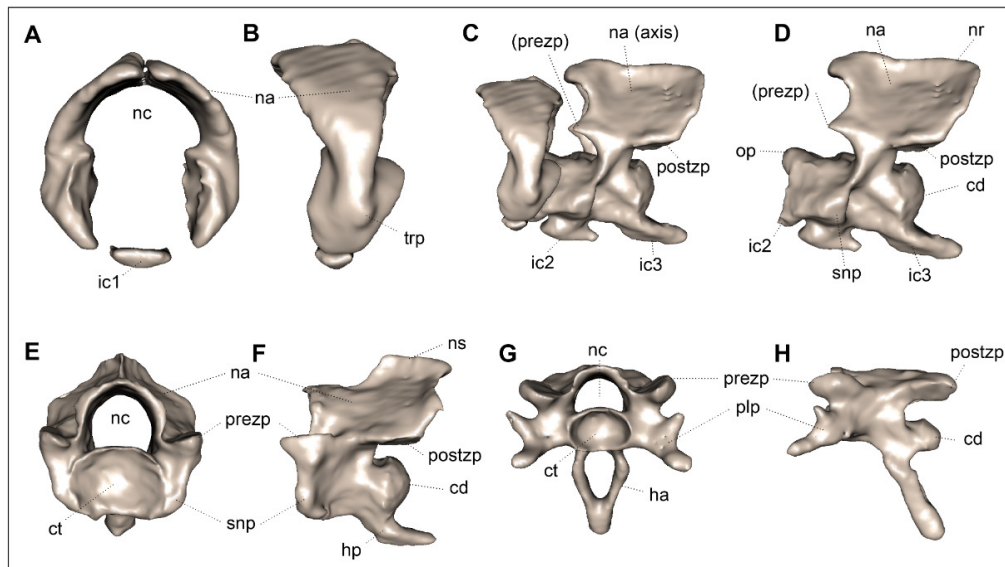 A
B
C
D
(prezp)
na (axis)
na
nr
nc
na
(prezp)
op
postzp
postzp
cd
trp
ic1
ic2
ic3
ic2
snp
ic3
E
F
ns
G
H
na
nc
postzp
nc
prezp
prezp
plp
postzp
cd
cd
ct
snp
hp
ct
ha